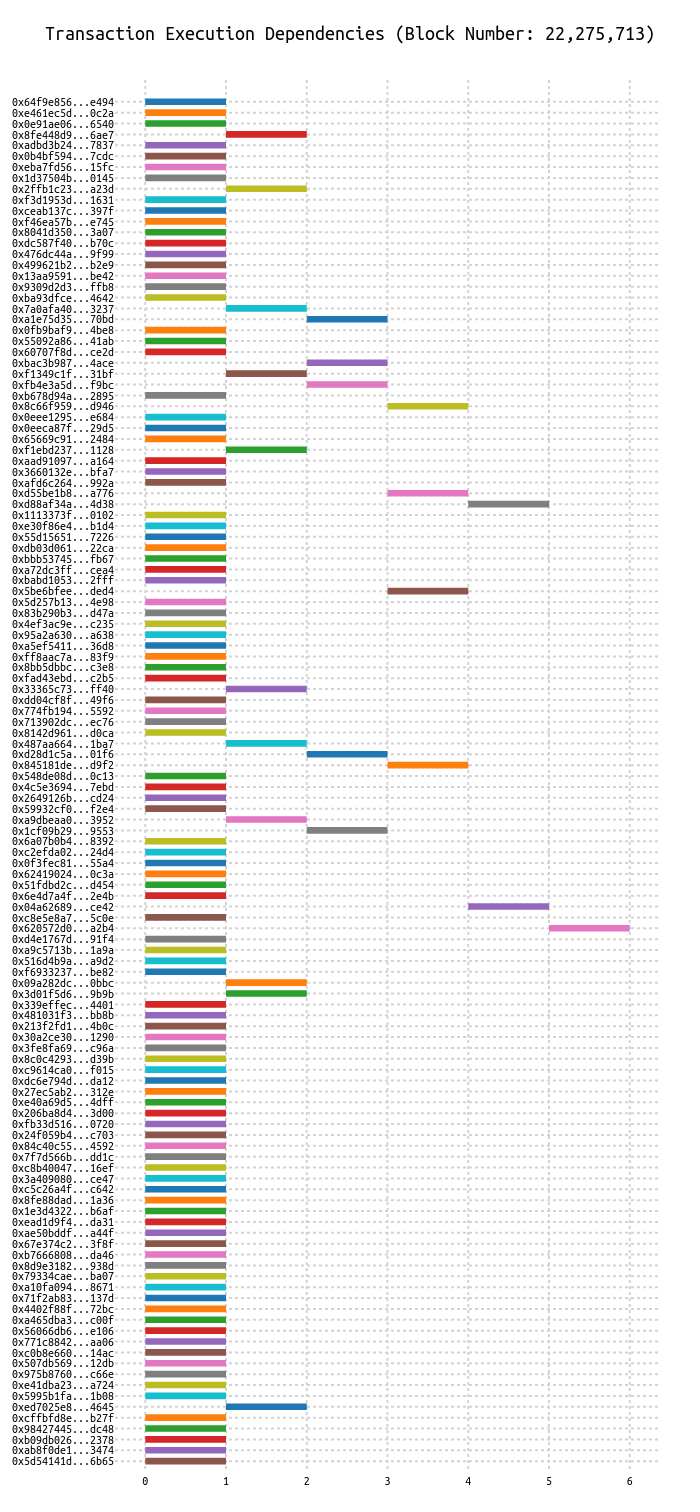 Transaction Execution Dependencies (Block Number: 22,275,713)
0x64f9e856...e494
0xe461ec5d...0c2a
0x0e91ae06...6540
0x8fe448d9...6ae7
0xadbd3b24...7837
0x0b4bf594...7cdc
0xeba7fd56...15fc
0x1d37504b...0145
0x2ffb1c23...a23d
0xf3d1953d...1631
0xceab137c...397f
0xf46ea57b...e745
0x8041d350...3a07
0xdc587f40...b70c
0x476dc44a...9f99
0x499621b2...b2e9
0x13aa9591...be42
0x9309d2d3...ffb8
0xba93dfce...4642
0x7a0afa40...3237
0xa1e75d35...70bd
0x0fb9baf9...4be8
0x55092a86...41ab
0x60707f8d...ce2d
0xbac3b987...4ace
0xf1349c1f...31bf
0xfb4e3a5d...f9bc
0xb678d94a...2895
0x8c66f959...d946
0x0eee1295...e684
0x0eeca87f...29d5
0x65669c91...2484
0xf1ebd237...1128
0xaad91097...a164
0x3660132e...bfa7
0xafd6c264...992a
0xd55be1b8...a776
0xd88af34a...4d38
0x1113373f...0102
0xe30f86e4...b1d4
0x55d15651...7226
0xdb03d061...22ca
0xbbb53745...fb67
0xa72dc3ff...cea4
0xbabd1053...2fff
0x5be6bfee...ded4
0x5d257b13...4e98
0x83b290b3...d47a
0x4ef3ac9e...c235
0x95a2a630...a638
0xa5ef5411...36d8
0xff8aac7a...83f9
0x8bb5dbbc...c3e8
0xfad43ebd...c2b5
0x33365c73...ff40
0xdd04cf8f...49f6
0x774fb194...5592
0x713902dc...ec76
0x8142d961...d0ca
0x487aa664...1ba7
0xd28d1c5a...01f6
0x845181de...d9f2
0x548de08d...0c13
0x4c5e3694...7ebd
0x2649126b...cd24
0x59932cf0...f2e4
0xa9dbeaa0...3952
0x1cf09b29...9553
0x6a07b0b4...8392
0xc2efda02...24d4
0x0f3fec81...55a4
0x62419024...0c3a
0x51fdbd2c...d454
0x6e4d7a4f...2e4b
0x04a62689...ce42
0xc8e5e8a7...5c0e
0x620572d0...a2b4
0xd4e1767d...91f4
0xa9c5713b...1a9a
0x516d4b9a...a9d2
0xf6933237...be82
0x09a282dc...0bbc
0x3d01f5d6...9b9b
0x339effec...4401
0x481031f3...bb8b
0x213f2fd1...4b0c
0x30a2ce30...1290
0x3fe8fa69...c96a
0x8c0c4293...d39b
0xc9614ca0...f015
0xdc6e794d...da12
0x27ec5ab2...312e
0xe40a69d5...4dff
0x206ba8d4...3d00
0xfb33d516...0720
0x24f059b4...c703
0x84c40c55...4592
0x7f7d566b...dd1c
0xc8b40047...16ef
0x3a409080...ce47
0xc5c26a4f...c642
0x8fe88dad...1a36
0x1e3d4322...b6af
0xead1d9f4...da31
0xae50bddf...a44f
0x67e374c2...3f8f
0xb7666808...da46
0x8d9e3182...938d
0x79334cae...ba07
0xa10fa094...8671
0x71f2ab83...137d
0x4402f88f...72bc
0xa465dba3...c00f
0x56066db6...e106
0x771c8842...aa06
0xc0b8e660...14ac
0x507db569...12db
0x975b8760...c66e
0xe41dba23...a724
0x5995b1fa...1b08
0xed7025e8...4645
0xcffbfd8e...b27f
0x98427445...dc48
0xb09db026...2378
0xab8f0de1...3474
0x5d54141d...6b65
0 1 2 3 4 5 6